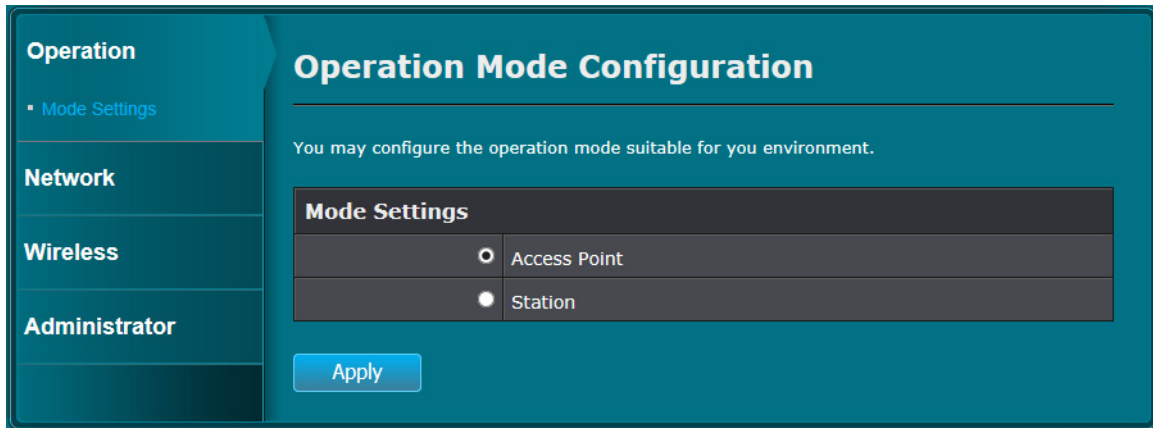 Operation
Mode Settings
Network
Wireless
Administrator
Operation Mode Configuration
You may configure the operation mode suitable for you environment.
Mode Settings
Access Point
Station
Apply